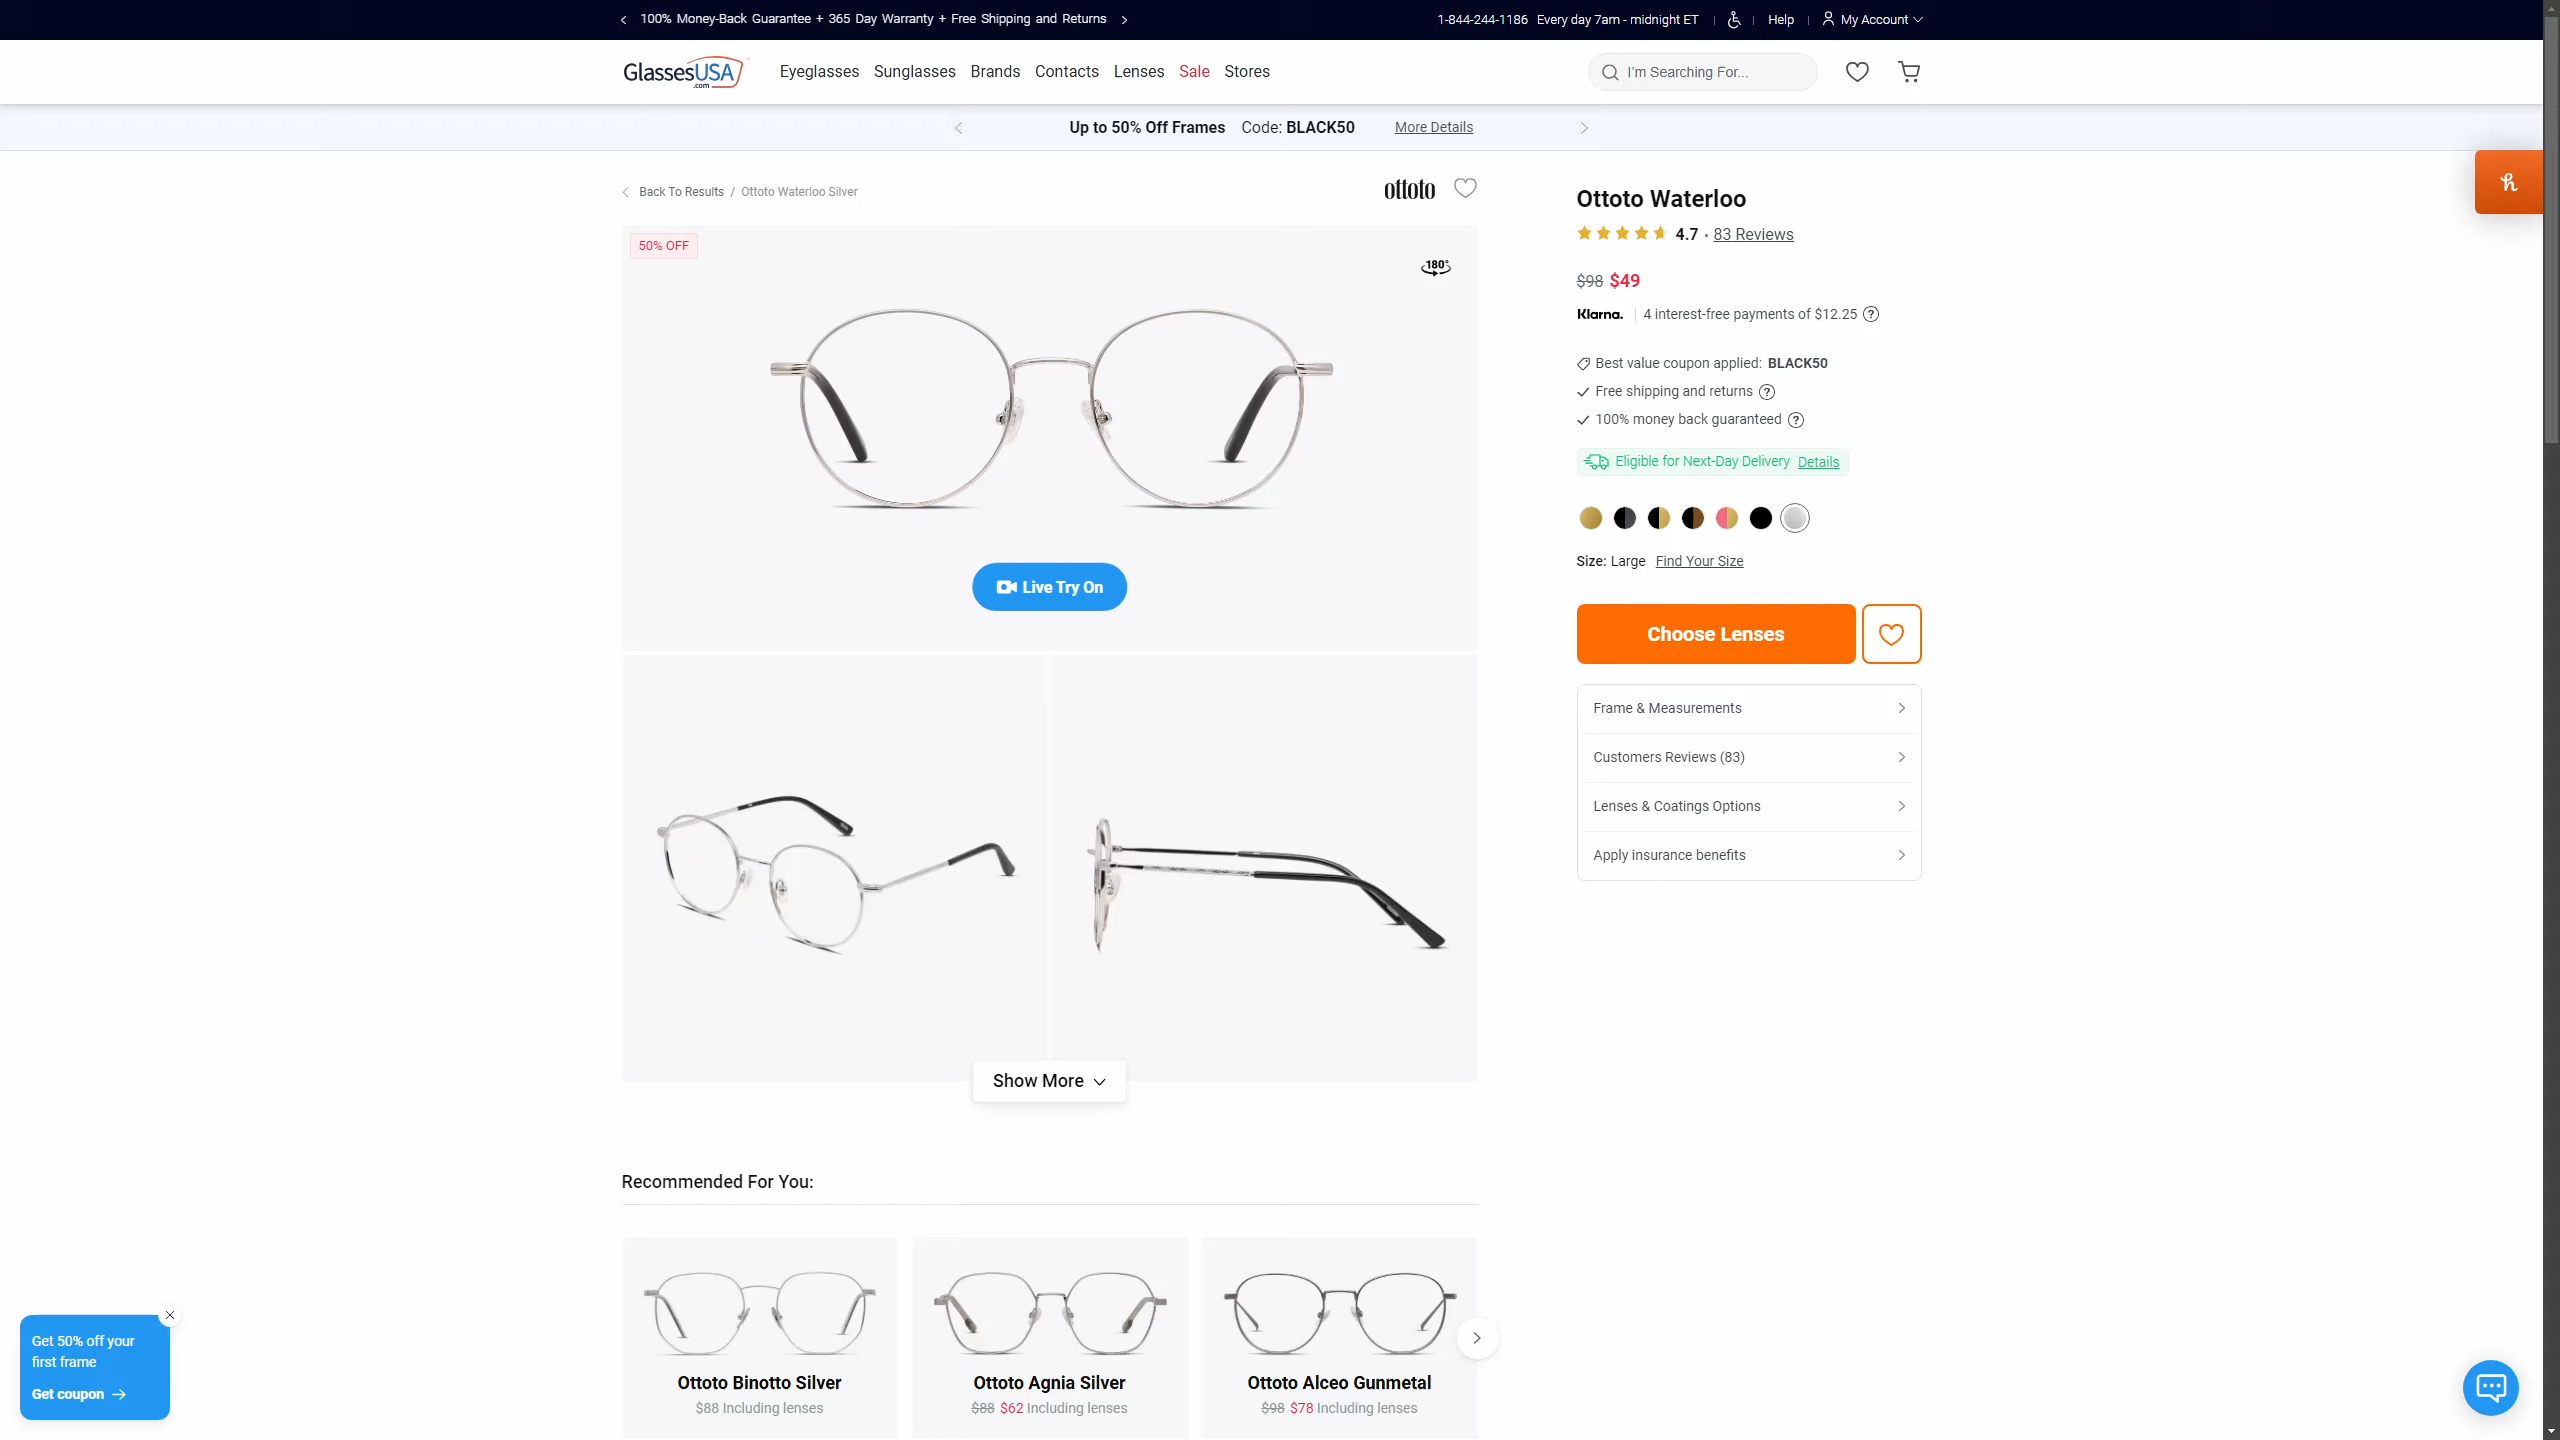 100% Money-Back Guarantee + 365 Day Warranty + Free Shipping and Returns
1-844-244-1186 Every day 7am - midnight ET
Help
My Account
GlassesUSA
.com
Eyeglasses
Sunglasses
Brands
Contacts
Lenses
Sale
Stores
I'm Searching For...
Up to 50% Off Frames Code: BLACK50 More Details
Back To Results / Ottoto Waterloo Silver
ottoto
50% OFF
180°
Live Try On
Show More
Ottoto Waterloo
4.7 · 83 Reviews
$98 $49
Klarna. 4 interest-free payments of $12.25 ?
Best value coupon applied: BLACK50
Free shipping and returns ?
100% money back guaranteed ?
Eligible for Next-Day Delivery Details
Size: Large Find Your Size
Choose Lenses
Frame & Measurements
Customers Reviews (83)
Lenses & Coatings Options
Apply insurance benefits
Recommended For You:
Ottoto Binotto Silver
$88 Including lenses
Ottoto Agnia Silver
$88 $62 Including lenses
Ottoto Alceo Gunmetal
$98 $78 Including lenses
Get 50% off your
first frame
Get coupon